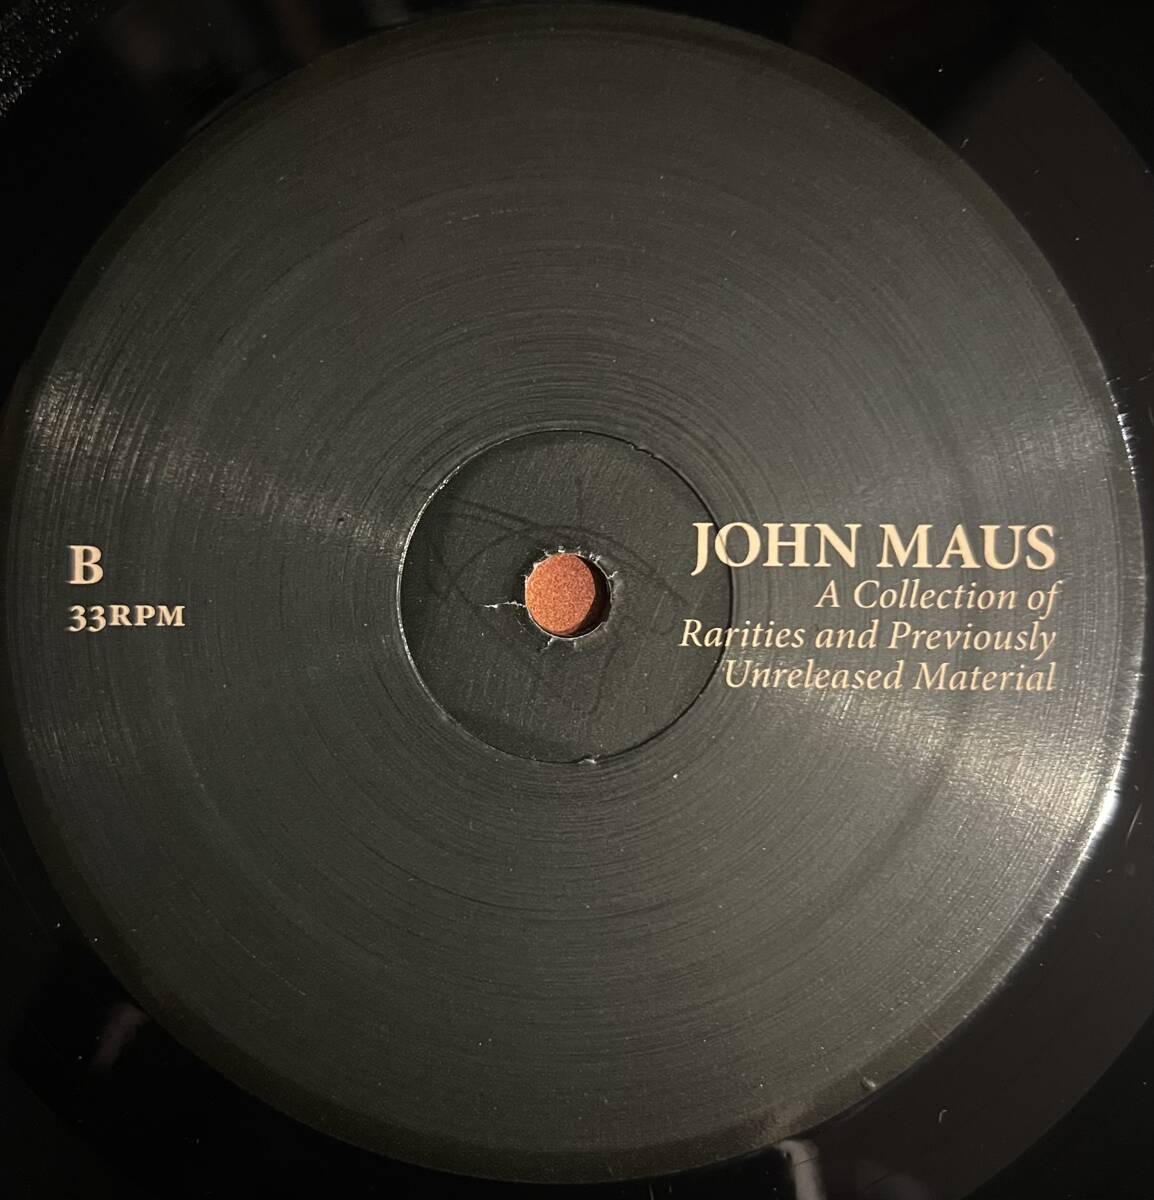 B
33RPM
JOHN MAUS
A Collection of
Rarities and Previously
Unreleased Material